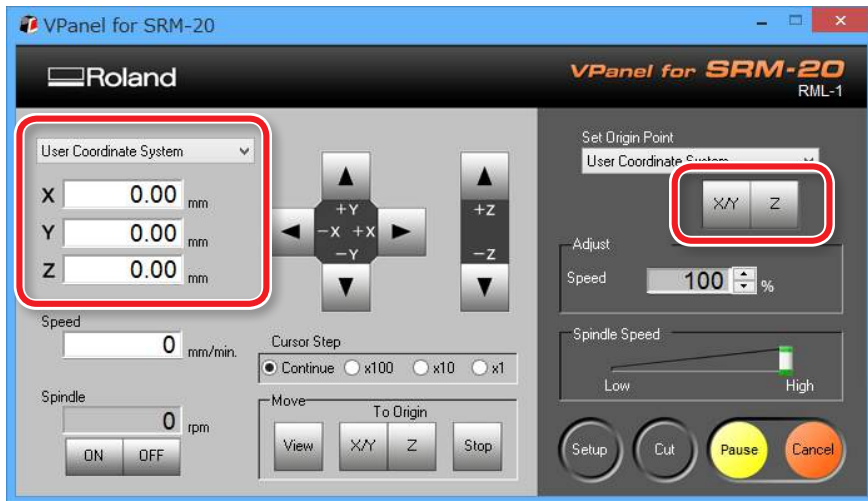 VPanel for SRM-20
Roland
VPanel for SRM-20
RML-1
User Coordinate System
X 0.00 mm
Y 0.00 mm
Z 0.00 mm
+Y
-X +X
-Y
+Z
-Z
Speed
0 mm/min.
Cursor Step
Continue x100 x10 x1
Spindle
0 rpm
ON OFF
Move
To Origin
View X/Y Z Stop
Set Origin Point
User Coordinate System
X/Y Z
Adjust
Speed 100 %
Spindle Speed
Low High
Setup Cut Pause Cancel